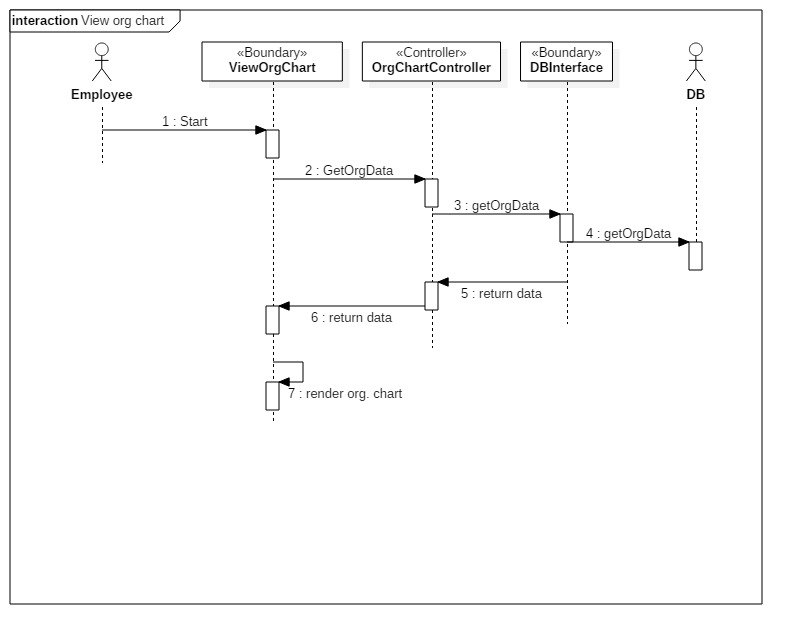 interaction View org chart
Employee
«Boundary»
ViewOrgChart
«Controller»
OrgChartController
«Boundary»
DBInterface
DB
1 : Start
2 : GetOrgData
3 : getOrgData
4 : getOrgData
5 : return data
6 : return data
7 : render org. chart